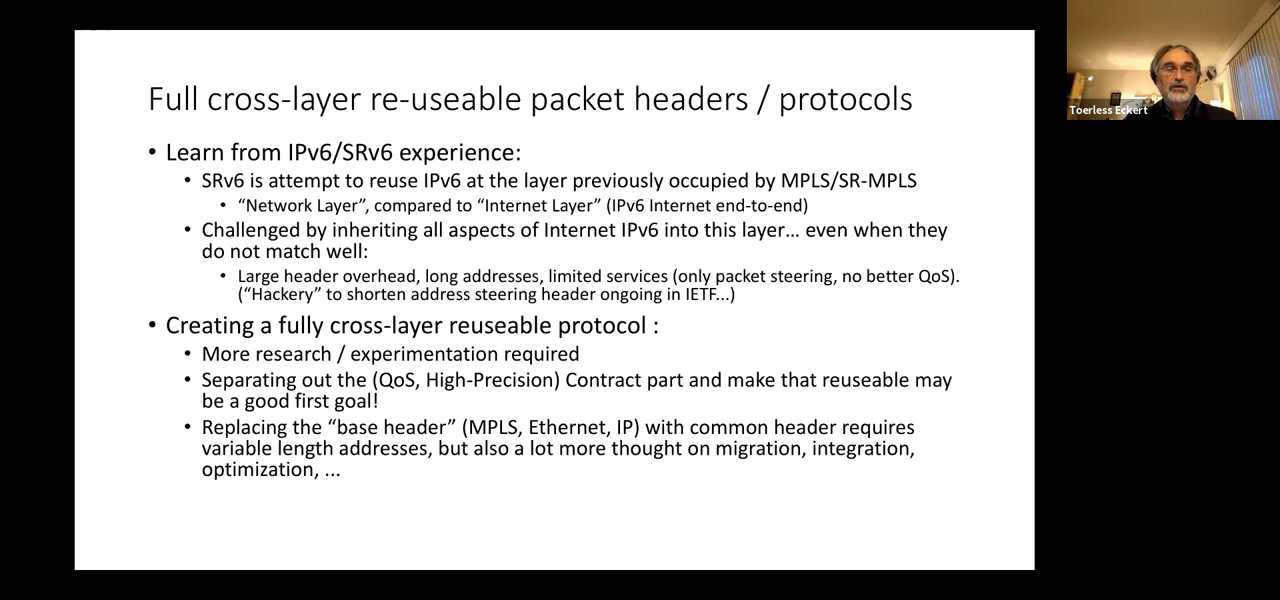 Full cross-layer re-useable packet headers / protocols
• Learn from IPv6/SRv6 experience:
• SRv6 is attempt to reuse IPv6 at the layer previously occupied by MPLS/SR-MPLS
• “Network Layer”, compared to “Internet Layer” (IPv6 Internet end-to-end)
• Challenged by inheriting all aspects of Internet IPv6 into this layer... even when they
do not match well:
• Large header overhead, long addresses, limited services (only packet steering, no better QoS).
(“Hackery” to shorten address steering header ongoing in IETF...)
• Creating a fully cross-layer reuseable protocol :
• More research / experimentation required
• Separating out the (QoS, High-Precision) Contract part and make that reuseable may
be a good first goal!
• Replacing the “base header” (MPLS, Ethernet, IP) with common header requires
variable length addresses, but also a lot more thought on migration, integration,
optimization, ...
Toerless Eckert